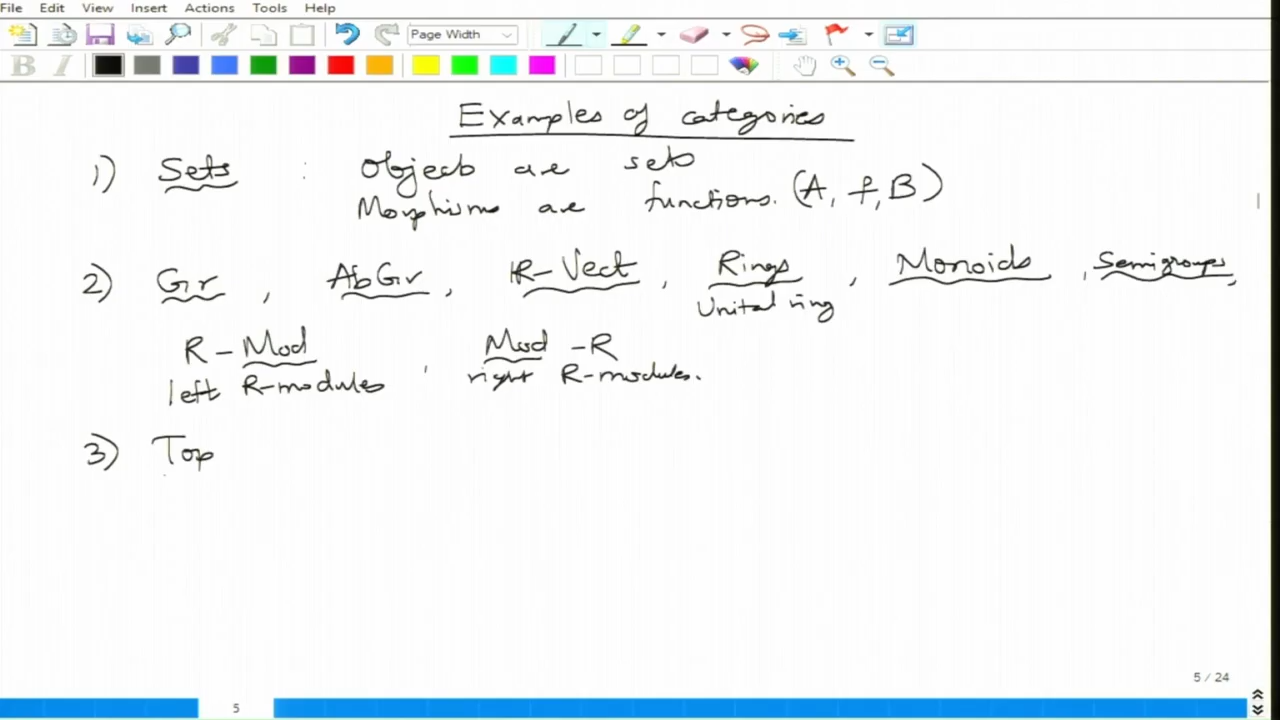 File Edit View Insert Actions Tools Help
Page Width
B I
Examples of categories
1) Sets : Objects are sets
Morphisms are functions. (A, f, B)
2) Gr , AbGr , R-Vect , Rings , Monoids , Semigroups,
Unital ring
R-Mod , Mod-R
left R-modules right R-modules.
3) Top
5 / 24
5